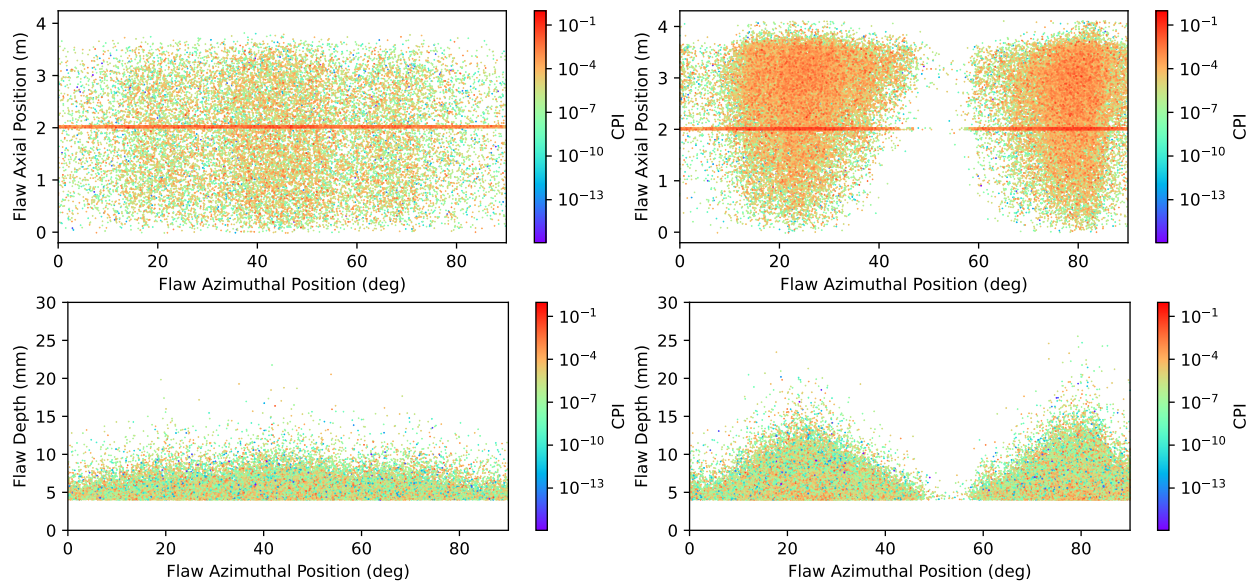 4
3
2
1
0
Flaw Axial Position (m)
0 20 40 60 80
Flaw Azimuthal Position (deg)
10⁻¹
10⁻⁴
10⁻⁷
10⁻¹⁰
10⁻¹³
CPI
4
3
2
1
0
Flaw Axial Position (m)
0 20 40 60 80
Flaw Azimuthal Position (deg)
10⁻¹
10⁻⁴
10⁻⁷
10⁻¹⁰
10⁻¹³
CPI
30
25
20
15
10
5
0
Flaw Depth (mm)
0 20 40 60 80
Flaw Azimuthal Position (deg)
10⁻¹
10⁻⁴
10⁻⁷
10⁻¹⁰
10⁻¹³
CPI
30
25
20
15
10
5
0
Flaw Depth (mm)
0 20 40 60 80
Flaw Azimuthal Position (deg)
10⁻¹
10⁻⁴
10⁻⁷
10⁻¹⁰
10⁻¹³
CPI